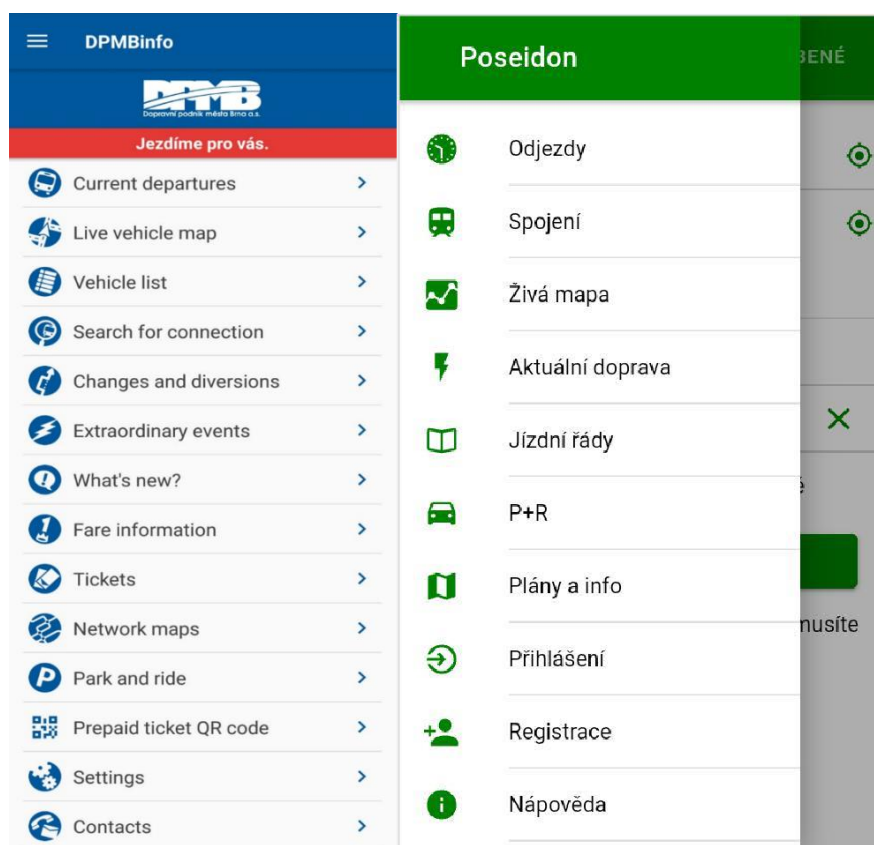 DPMBinfo
DPMB
Dopravní podnik města Brna a.s.
Jezdíme pro vás.
Current departures
Live vehicle map
Vehicle list
Search for connection
Changes and diversions
Extraordinary events
What's new?
Fare information
Tickets
Network maps
Park and ride
Prepaid ticket QR code
Settings
Contacts
Poseidon
Odjezdy
Spojení
Živá mapa
Aktuální doprava
Jízdní řády
P+R
Plány a info
Přihlášení
Registrace
Nápověda
BENÉ
musíte